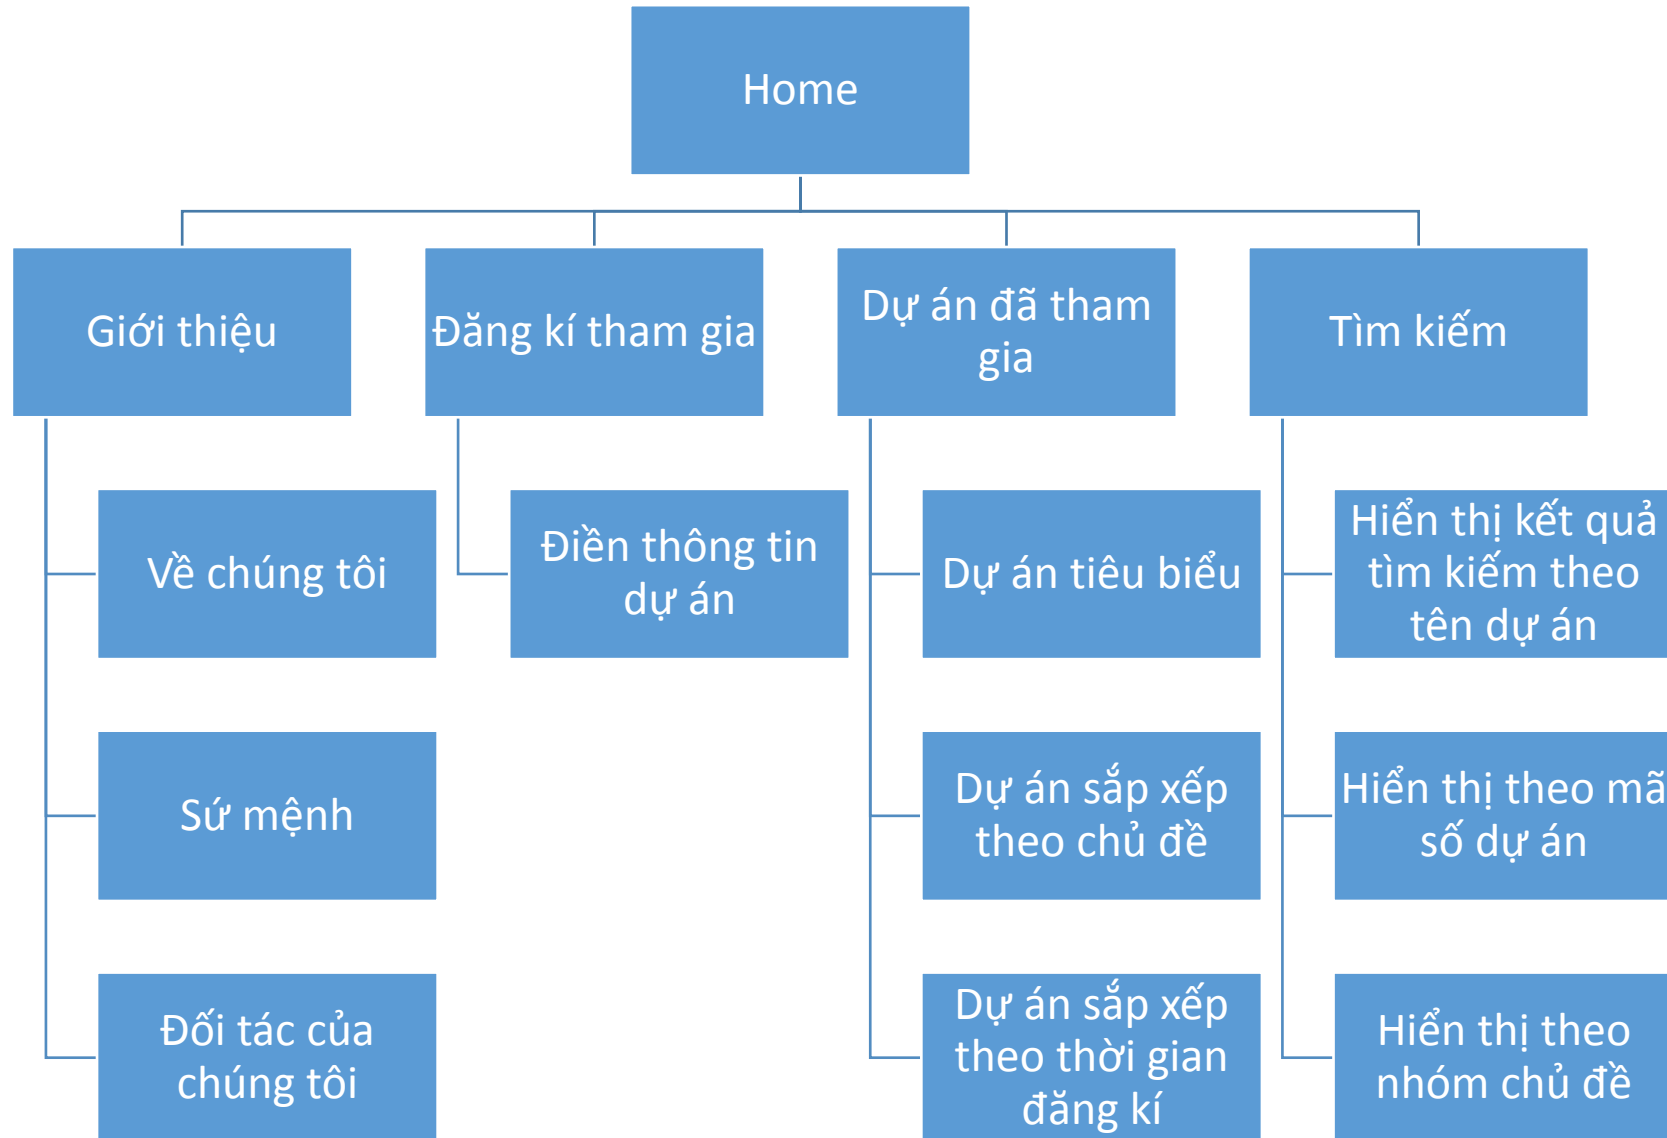 Home
Giới thiệu
Đăng kí tham gia
Dự án đã tham
gia
Tìm kiếm
Về chúng tôi
Điền thông tin
dự án
Dự án tiêu biểu
Hiển thị kết quả
tìm kiếm theo
tên dự án
Sứ mệnh
Dự án sắp xếp
theo chủ đề
Hiển thị theo mã
số dự án
Đối tác của
chúng tôi
Dự án sắp xếp
theo thời gian
đăng kí
Hiển thị theo
nhóm chủ đề